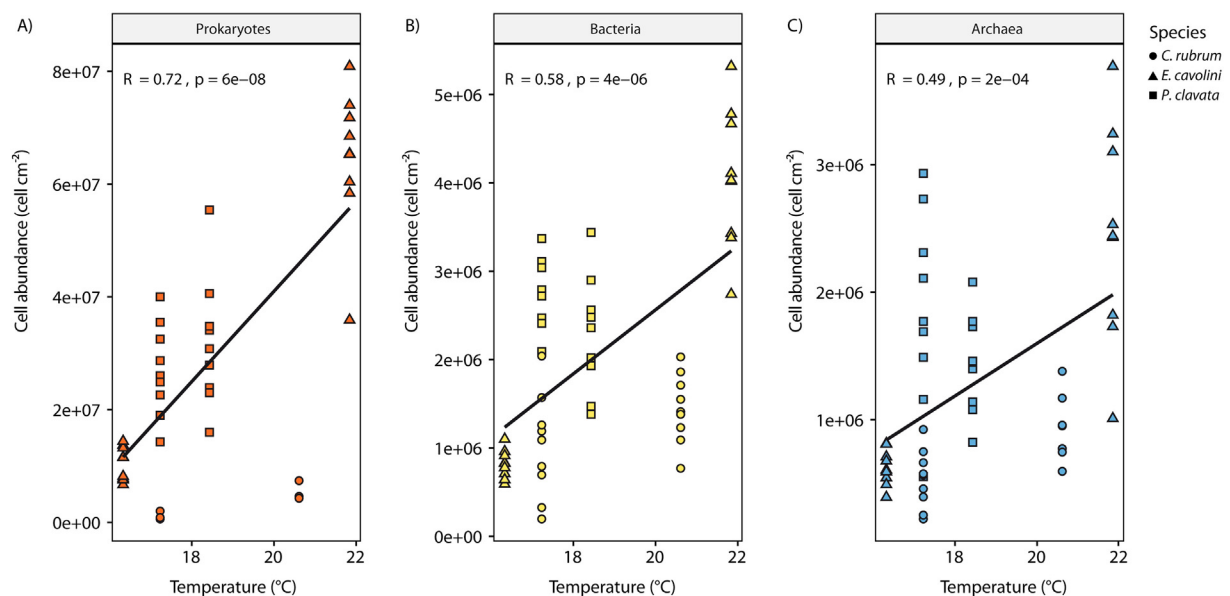 A)
Prokaryotes
R = 0.72 , p = 6e−08
8e+07
6e+07
4e+07
2e+07
0e+00
Cell abundance (cell cm⁻²)
18
20
22
Temperature (°C)
B)
Bacteria
R = 0.58 , p = 4e−06
5e+06
4e+06
3e+06
2e+06
1e+06
0e+00
Cell abundance (cell cm⁻²)
18
20
22
Temperature (°C)
C)
Archaea
R = 0.49 , p = 2e−04
3e+06
2e+06
1e+06
Cell abundance (cell cm⁻²)
18
20
22
Temperature (°C)
Species
C. rubrum
E. cavolini
P. clavata